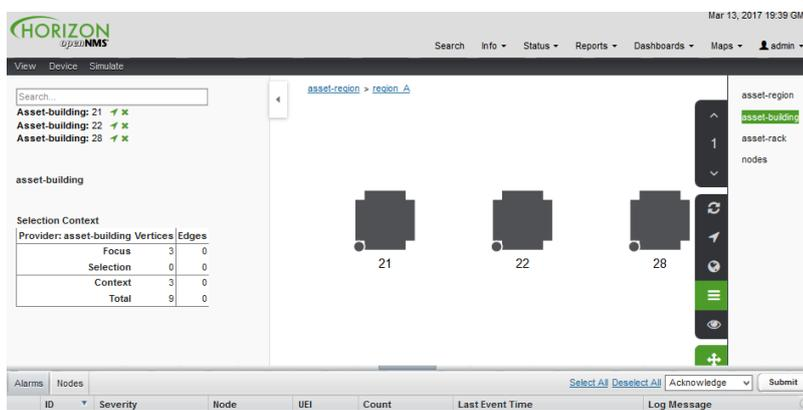 Mar 13, 2017 19:39 GM
HORIZON
openNMS
Search Info Status Reports Dashboards Maps admin
View Device Simulate
Search...
Asset-building: 21
Asset-building: 22
Asset-building: 28
asset-building
Selection Context
Provider: asset-building Vertices Edges
Focus 3 0
Selection 0 0
Context 3 0
Total 9 0
asset-region > region_A
21 22 28
1
asset-region
asset-building
asset-rack
nodes
Alarms Nodes
Select All Deselect All Acknowledge Submit
ID Severity Node UEI Count Last Event Time Log Message